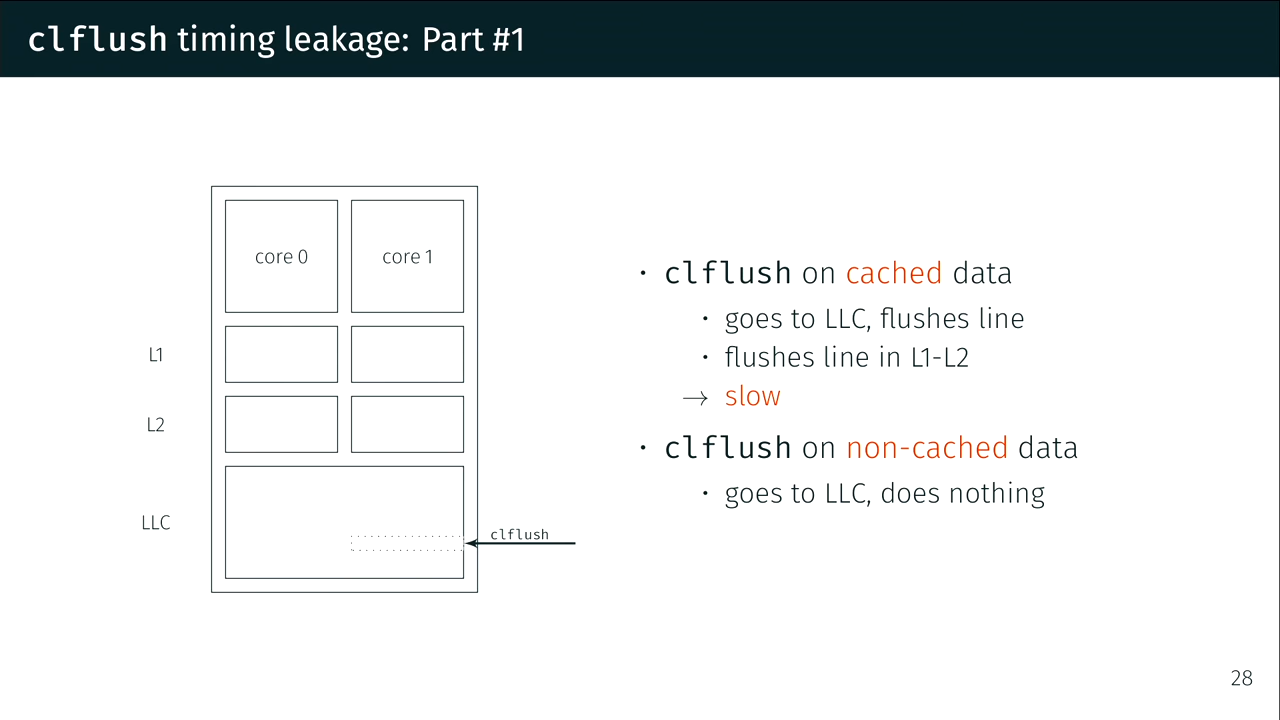 clflush timing leakage: Part #1
core 0 core 1
L1
L2
LLC
clflush
· clflush on cached data
· goes to LLC, flushes line
· flushes line in L1-L2
→ slow
· clflush on non-cached data
· goes to LLC, does nothing
28